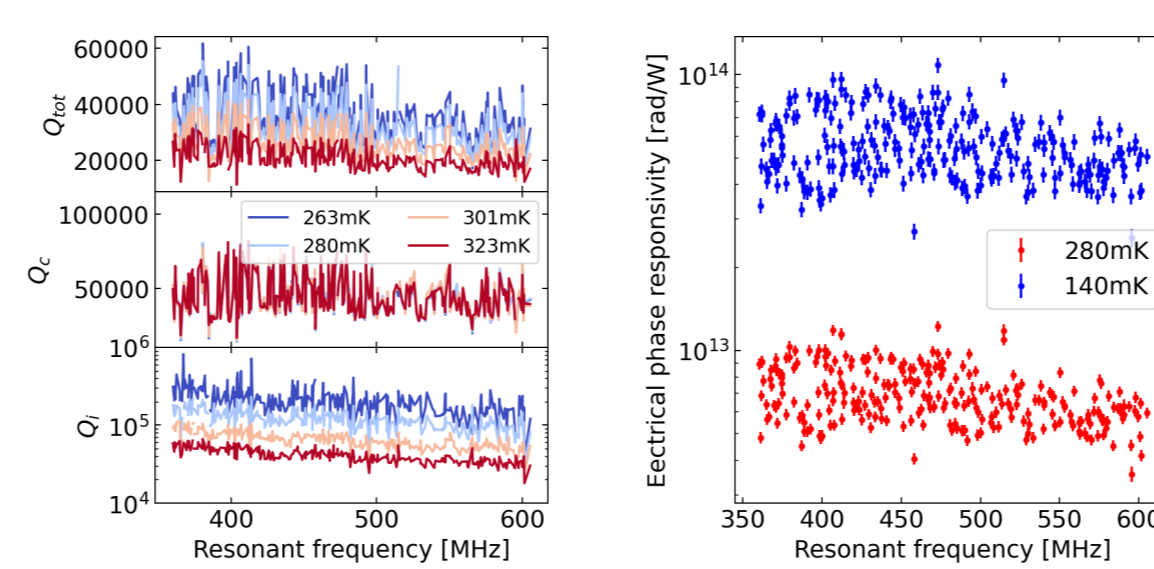 60000
40000
20000
Q_tot
100000
50000
Q_c
263mK
280mK
301mK
323mK
10^6
10^5
10^4
Q_i
400
500
600
Resonant frequency [MHz]
Eectrical phase responsivity [rad/W]
10^14
10^13
280mK
140mK
350
400
450
500
550
Resonant frequency [MHz]